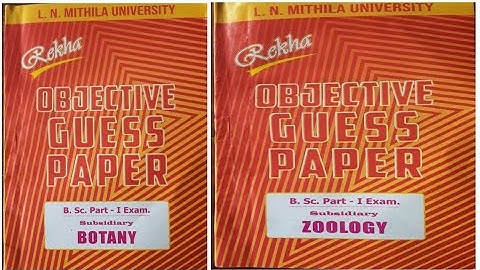 L. N. MITHILA UNIVERSITY
Rekha
OBJECTIVE
GUESS
PAPER
B. Sc. Part - I Exam.
Subsidiary
BOTANY
L. N. MITHILA UNIVERSITY
Rekha
OBJECTIVE
GUESS
PAPER
B. Sc. Part - I Exam.
Subsidiary
ZOOLOGY